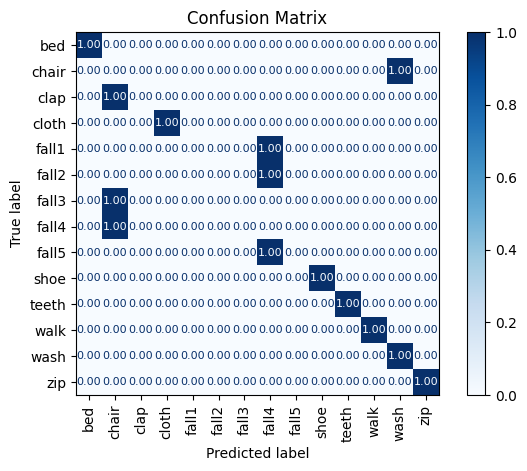 Confusion Matrix
True label
bed 1.00 0.00 0.00 0.00 0.00 0.00 0.00 0.00 0.00 0.00 0.00 0.00 0.00 0.00
chair 0.00 0.00 0.00 0.00 0.00 0.00 0.00 0.00 0.00 0.00 0.00 0.00 1.00 0.00
clap 0.00 1.00 0.00 0.00 0.00 0.00 0.00 0.00 0.00 0.00 0.00 0.00 0.00 0.00
cloth 0.00 0.00 0.00 1.00 0.00 0.00 0.00 0.00 0.00 0.00 0.00 0.00 0.00 0.00
fall1 0.00 0.00 0.00 0.00 0.00 0.00 0.00 1.00 0.00 0.00 0.00 0.00 0.00 0.00
fall2 0.00 0.00 0.00 0.00 0.00 0.00 0.00 1.00 0.00 0.00 0.00 0.00 0.00 0.00
fall3 0.00 1.00 0.00 0.00 0.00 0.00 0.00 0.00 0.00 0.00 0.00 0.00 0.00 0.00
fall4 0.00 1.00 0.00 0.00 0.00 0.00 0.00 0.00 0.00 0.00 0.00 0.00 0.00 0.00
fall5 0.00 0.00 0.00 0.00 0.00 0.00 0.00 1.00 0.00 0.00 0.00 0.00 0.00 0.00
shoe 0.00 0.00 0.00 0.00 0.00 0.00 0.00 0.00 0.00 1.00 0.00 0.00 0.00 0.00
teeth 0.00 0.00 0.00 0.00 0.00 0.00 0.00 0.00 0.00 0.00 1.00 0.00 0.00 0.00
walk 0.00 0.00 0.00 0.00 0.00 0.00 0.00 0.00 0.00 0.00 0.00 1.00 0.00 0.00
wash 0.00 0.00 0.00 0.00 0.00 0.00 0.00 0.00 0.00 0.00 0.00 0.00 1.00 0.00
zip 0.00 0.00 0.00 0.00 0.00 0.00 0.00 0.00 0.00 0.00 0.00 0.00 0.00 1.00
bed chair clap cloth fall1 fall2 fall3 fall4 fall5 shoe teeth walk wash zip
Predicted label
1.0
0.8
0.6
0.4
0.2
0.0